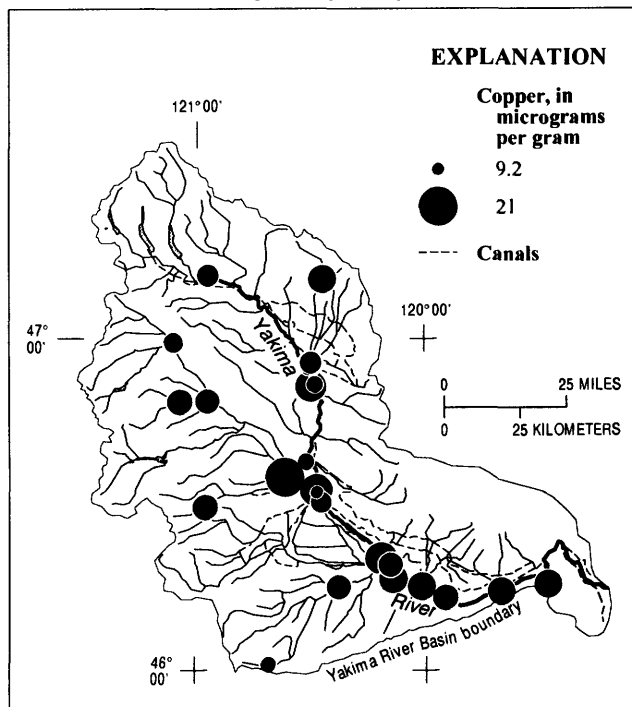 EXPLANATION
Copper, in
micrograms
per gram
9.2
21
Canals
121° 00'
120° 00'
47°
00'
Yakima
0 25 MILES
0 25 KILOMETERS
River
Yakima River Basin boundary
46°
00'